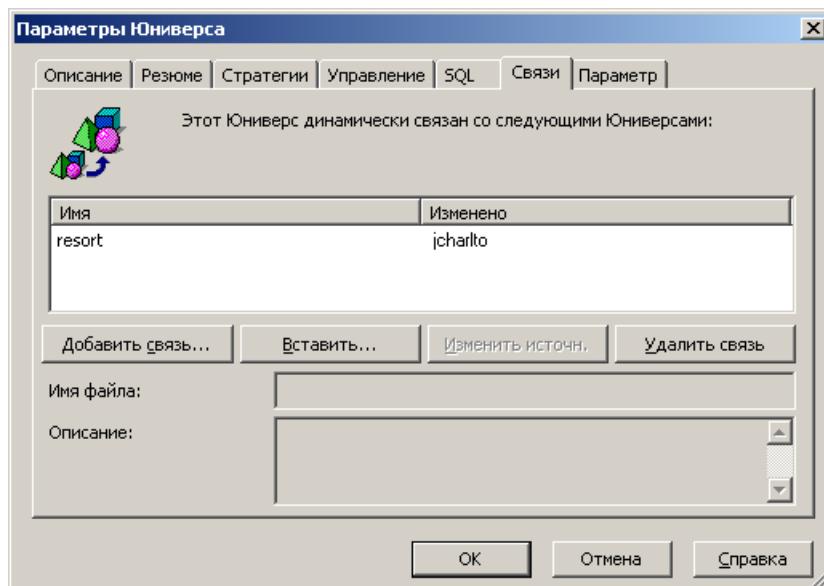 Параметры Юниверса
Описание Резюме Стратегии Управление SQL Связи Параметр
Этот Юниверс динамически связан со следующими Юниверсами:
Имя Изменено
resort jcharlto
Добавить связь... Вставить... Изменить источн. Удалить связь
Имя файла:
Описание:
OK Отмена Справка